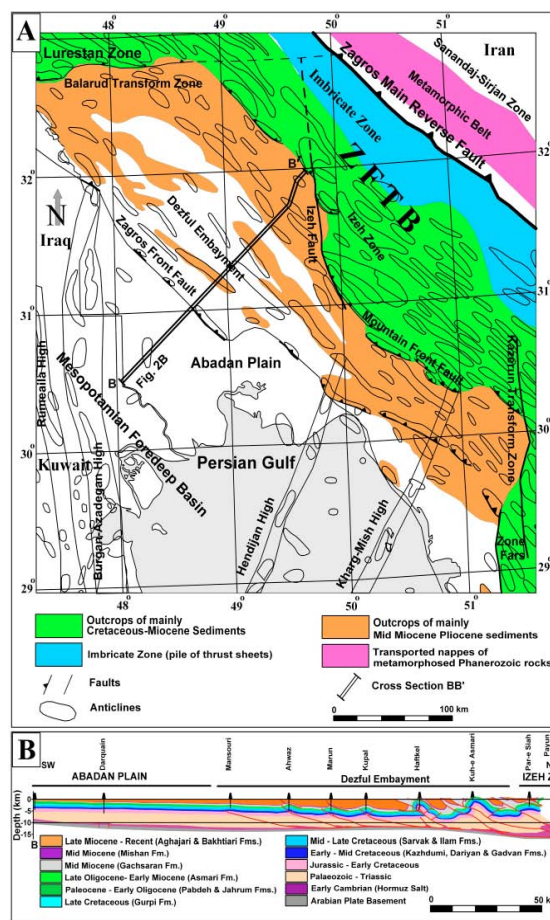 A
48° 49° 50° 51°
Lurestan Zone
Iran
Balarud Transform Zone
Sanandaj-Sirjan Zone
Metamorphic Belt
Zagros Main Reverse Fault
Imbricate Zone
ZFTB
32° 32°
B'
N
Iraq
Dezful Embayment
Izeh Fault
Izeh Zone
Zagros Front Fault
31° 31°
Mountain Front Fault
Abadan Plain
B Fig. 2B
Kazerun Transform Zone
Rumeaila High
Mesopotamian Foredeep Basin
30° 30°
Kuwait
Persian Gulf
Burgan-Azadegan High
Hendijan High
Kharg-Mish High
Zone Fars
29° 29°
48° 49° 50° 51°
Outcrops of mainly
Cretaceous-Miocene Sediments
Outcrops of mainly
Mid Miocene Pliocene sediments
Imbricate Zone (pile of thrust sheets)
Transported nappes of
metamorphosed Phanerozoic rocks
Faults
Cross Section BB'
Anticlines
0 100 km
B
SW
Darquain
Mansouri
Ahwaz
Marun
Kupal
Haftkel
Kuh-e Asmari
Par-e Siah
Payun
N
ABADAN PLAIN
Dezful Embayment
IZEH Z
Depth (km)
0
-5
-10
-15
B
Late Miocene - Recent (Aghajari & Bakhtiari Fms.)
Mid Miocene (Mishan Fm.)
Mid Miocene (Gachsaran Fm.)
Late Oligocene- Early Miocene (Asmari Fm.)
Paleocene- Early Oligocene (Pabdeh & Jahrum Fms.)
Late Cretaceous (Gurpi Fm.)
Mid - Late Cretaceous (Sarvak & Ilam Fms.)
Early - Mid Cretaceous (Kazhdumi, Dariyan & Gadvan Fms.)
Jurassic - Early Cretaceous
Palaeozoic - Triassic
Early Cambrian (Hormuz Salt)
Arabian Plate Basement
0 50 k